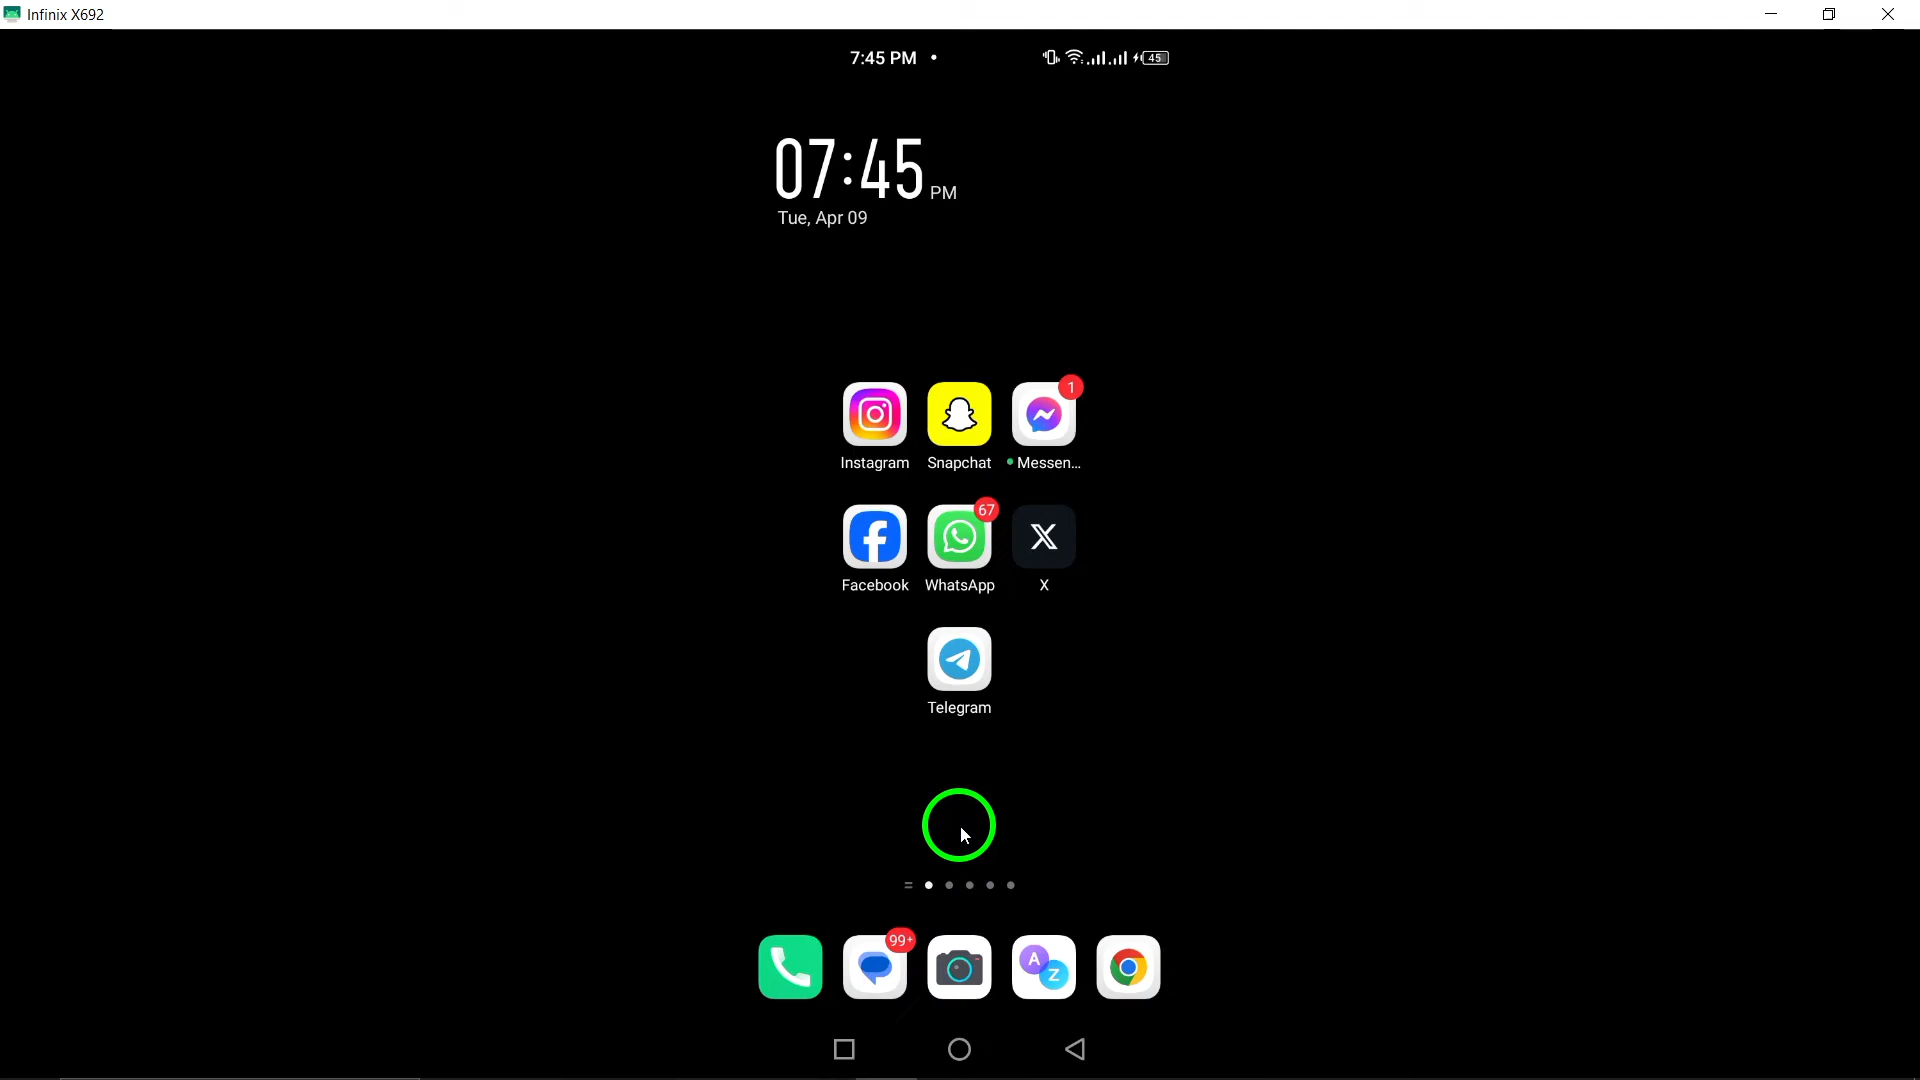 Infinix X692
7:45 PM
45
07:45 PM
Tue, Apr 09
1
Instagram Snapchat Messen...
67
Facebook WhatsApp X
Telegram
99+
A
Z